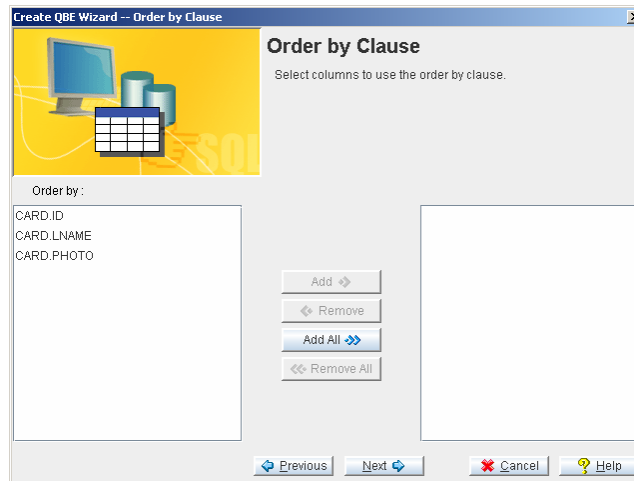 Create QBE Wizard -- Order by Clause
Order by Clause
Select columns to use the order by clause.
SQL
Order by :
CARD.ID
CARD.LNAME
CARD.PHOTO
Add
Remove
Add All
Remove All
Previous
Next
Cancel
Help